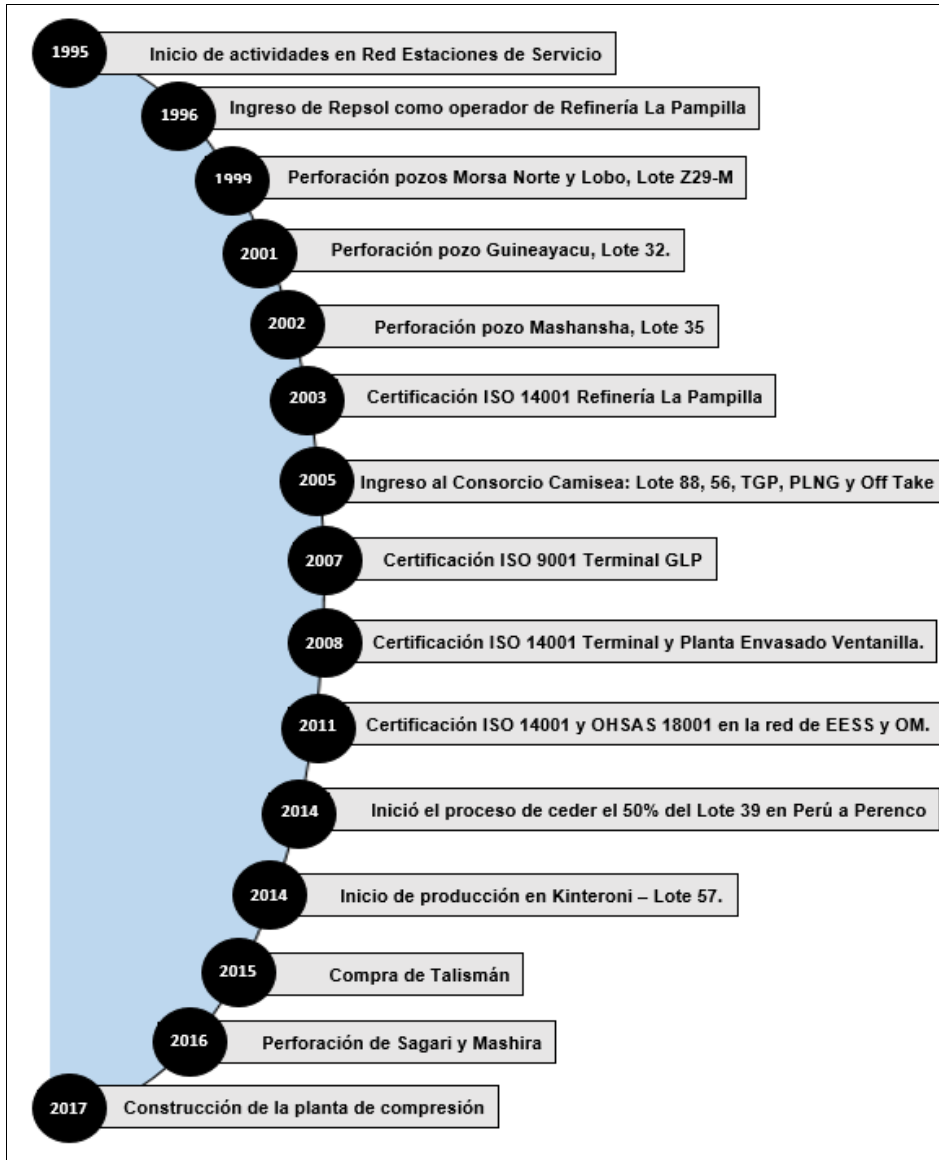 1995
Inicio de actividades en Red Estaciones de Servicio
1996
Ingreso de Repsol como operador de Refinería La Pampilla
1999
Perforación pozos Morsa Norte y Lobo, Lote Z29-M
2001
Perforación pozo Guineayacu, Lote 32.
2002
Perforación pozo Mashansha, Lote 35
2003
Certificación ISO 14001 Refinería La Pampilla
2005
Ingreso al Consorcio Camisea: Lote 88, 56, TGP, PLNG y Off Take
2007
Certificación ISO 9001 Terminal GLP
2008
Certificación ISO 14001 Terminal y Planta Envasado Ventanilla.
2011
Certificación ISO 14001 y OHSAS 18001 en la red de EESS y OM.
2014
Inició el proceso de ceder el 50% del Lote 39 en Perú a Perenco
2014
Inicio de producción en Kinteroni – Lote 57.
2015
Compra de Talismán
2016
Perforación de Sagari y Mashira
2017
Construcción de la planta de compresión